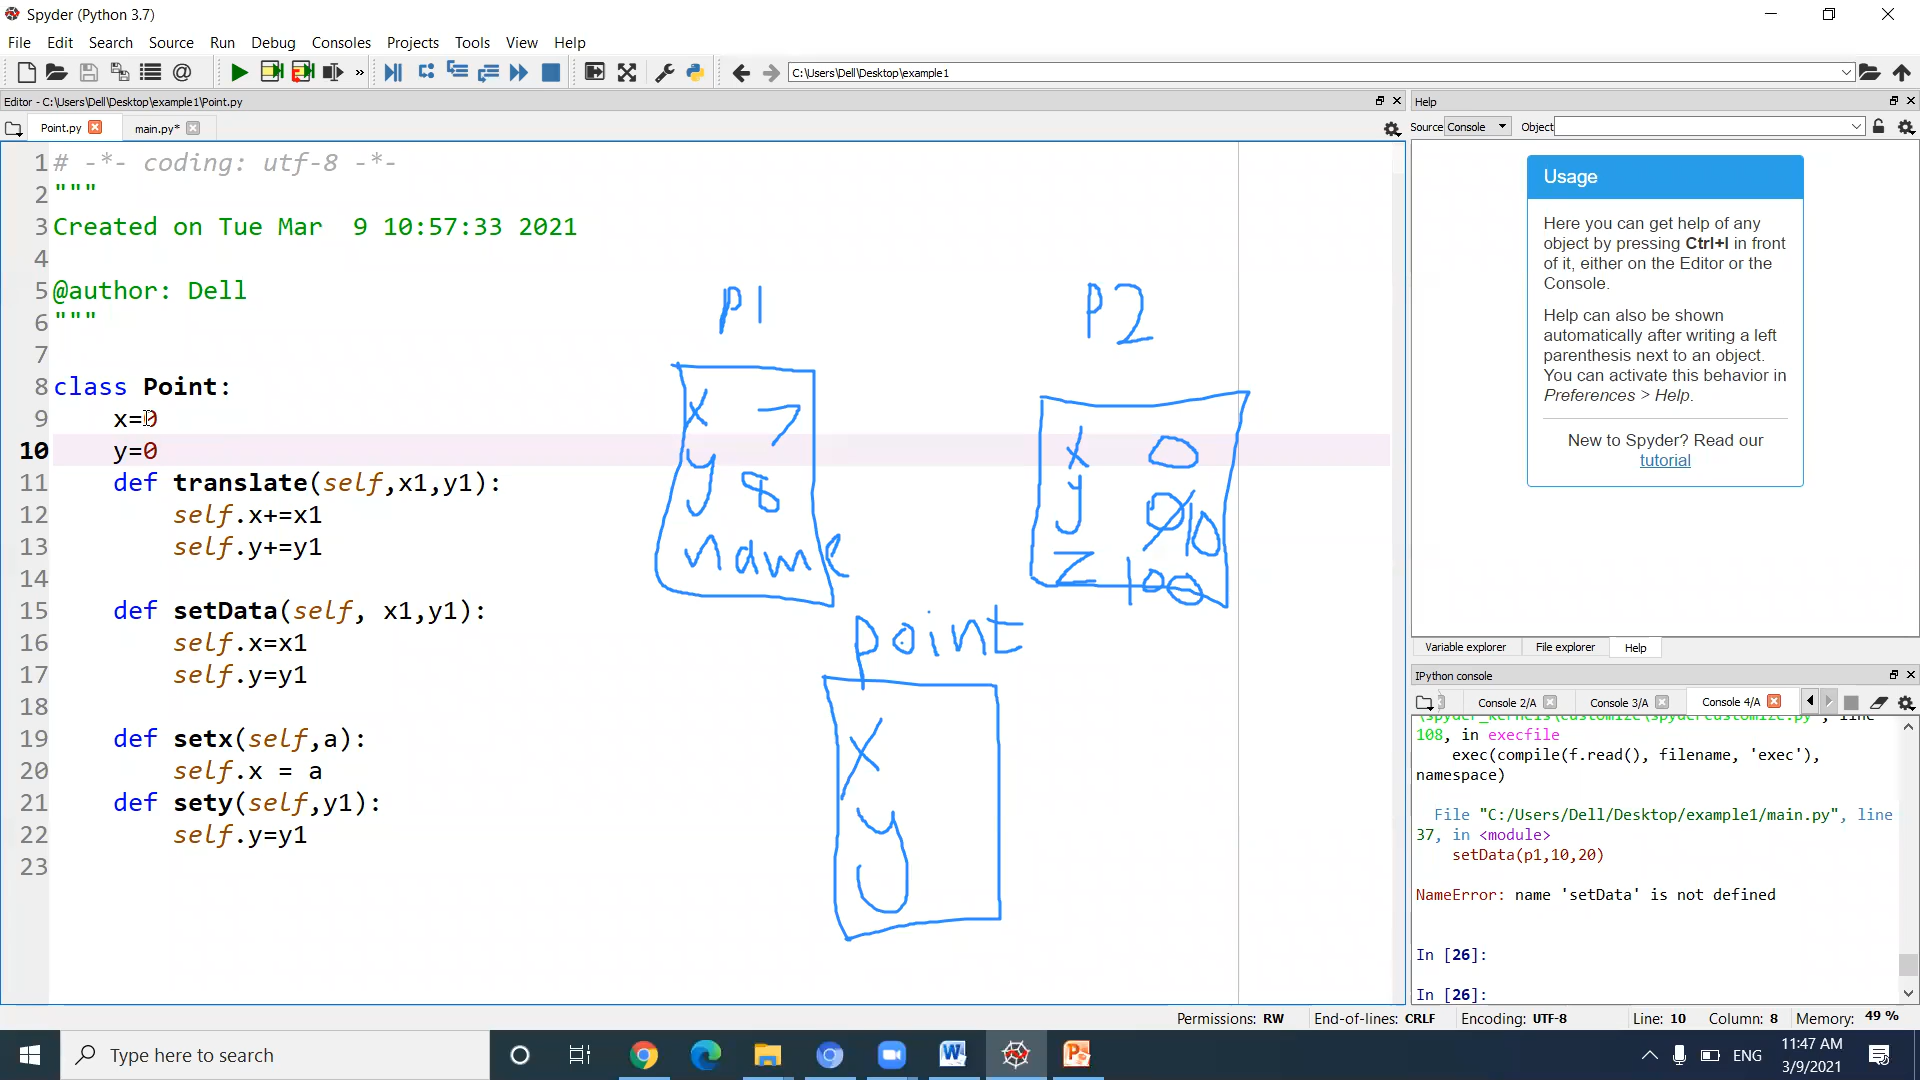 Spyder (Python 3.7)
File Edit Search Source Run Debug Consoles Projects Tools View Help
C:\Users\Dell\Desktop\example1
Editor - C:\Users\Dell\Desktop\example1\Point.py
Help
Point.py main.py*
Source Console Object
1 # -*- coding: utf-8 -*-
2 """
3 Created on Tue Mar  9 10:57:33 2021
4
5 @author: Dell
6 """
7
8 class Point:
9     x=0
10     y=0
11     def translate(self,x1,y1):
12         self.x+=x1
13         self.y+=y1
14
15     def setData(self, x1,y1):
16         self.x=x1
17         self.y=y1
18
19     def setx(self,a):
20         self.x = a
21     def sety(self,y1):
22         self.y=y1
23
P1
x 7
y 8
name
P2
x 0
y 0 10
z 100
point
x
y
Usage
Here you can get help of any
object by pressing Ctrl+I in front
of it, either on the Editor or the
Console.
Help can also be shown
automatically after writing a left
parenthesis next to an object.
You can activate this behavior in
Preferences > Help.
New to Spyder? Read our
tutorial
Variable explorer File explorer Help
IPython console
Console 2/A Console 3/A Console 4/A
\spyder_kernels\customize\spydercustomize.py", line
108, in execfile
exec(compile(f.read(), filename, 'exec'),
namespace)
File "C:/Users/Dell/Desktop/example1/main.py", line
37, in <module>
setData(p1,10,20)
NameError: name 'setData' is not defined
In [26]:
In [26]:
Permissions: RW End-of-lines: CRLF Encoding: UTF-8 Line: 10 Column: 8 Memory: 49 %
Type here to search
ENG
11:47 AM
3/9/2021